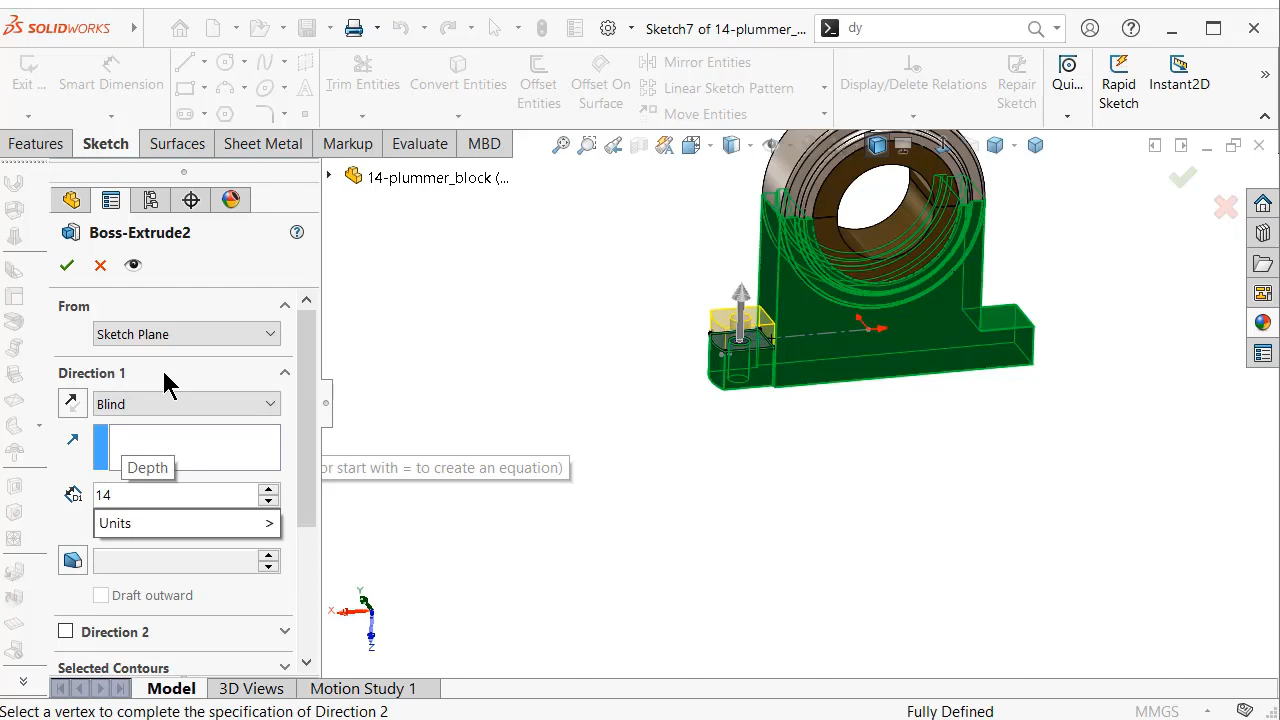 SOLIDWORKS
Sketch7 of 14-plummer_...
dy
Exit ...
Smart Dimension
Trim Entities
Convert Entities
Offset Entities
Offset On Surface
Mirror Entities
Linear Sketch Pattern
Move Entities
Display/Delete Relations
Repair Sketch
Qui...
Rapid Sketch
Instant2D
Features
Sketch
Surfaces
Sheet Metal
Markup
Evaluate
MBD
14-plummer_block (...
Boss-Extrude2
From
Sketch Plane
Direction 1
Blind
Depth
or start with = to create an equation)
D1
14
Units >
Draft outward
Direction 2
Selected Contours
Y
X
Z
Model
3D Views
Motion Study 1
Select a vertex to complete the specification of Direction 2
Fully Defined
MMGS